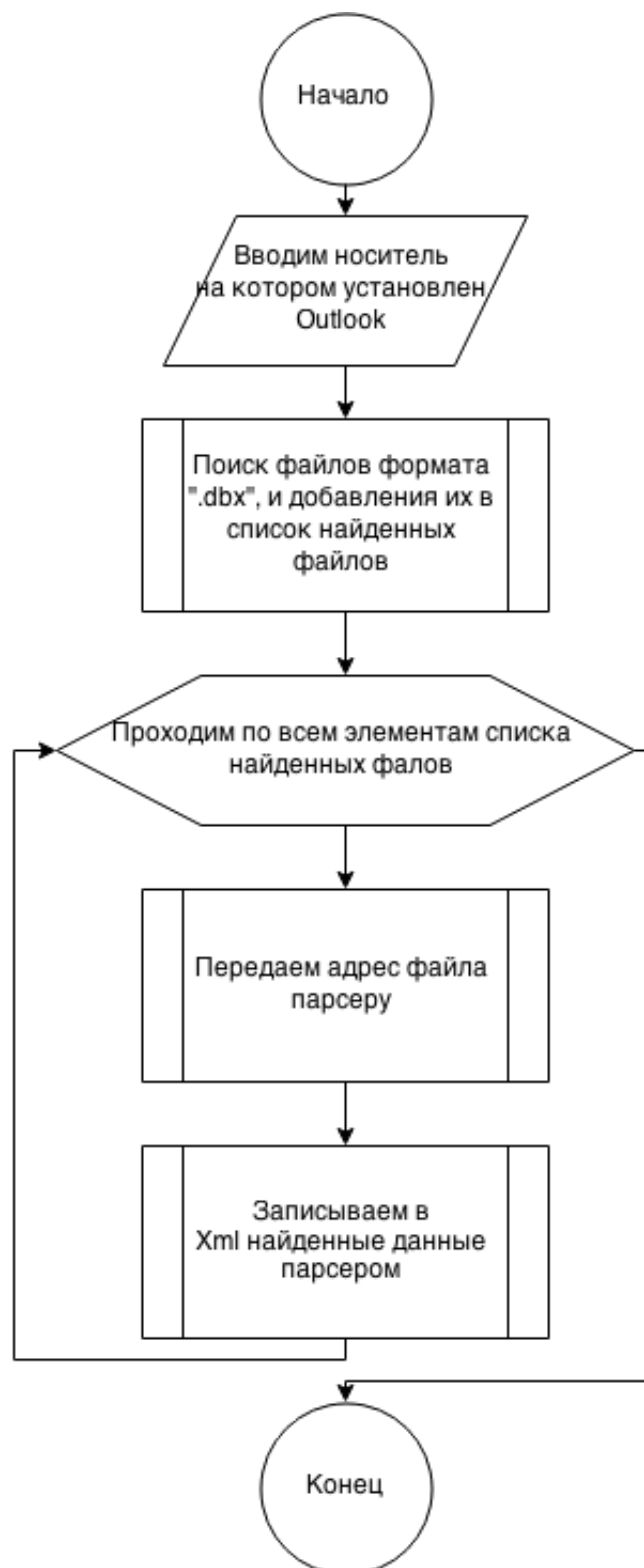 Начало
Вводим носитель
на котором установлен
Outlook
Поиск файлов формата
".dbx", и добавления их в
список найденных
файлов
Проходим по всем элементам списка
найденных фалов
Передаем адрес файла
парсеру
Записываем в
Xml найденные данные
парсером
Конец